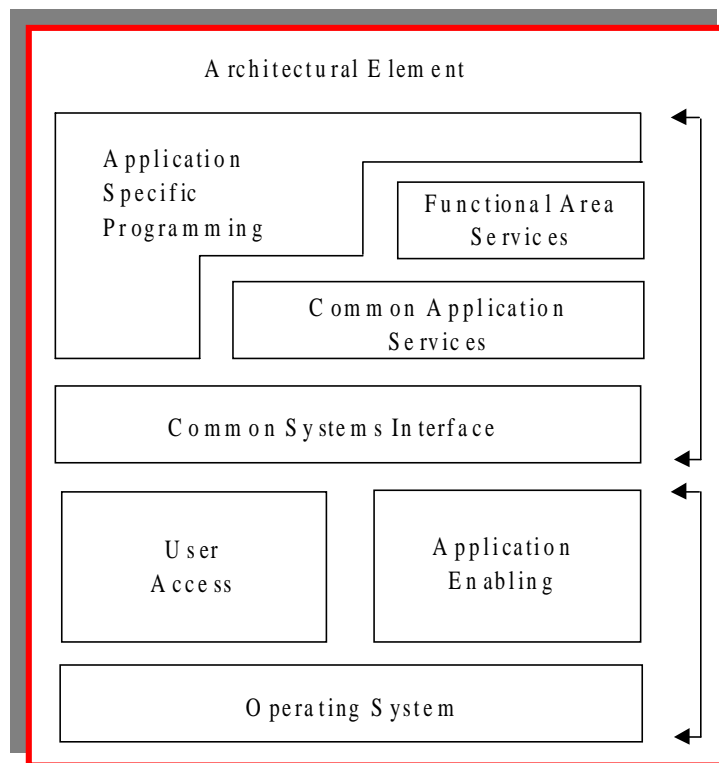 Architectural Element
Application
Specific
Programming
Functional Area
Services
Common Application
Services
Common Systems Interface
User
Access
Application
Enabling
Operating System